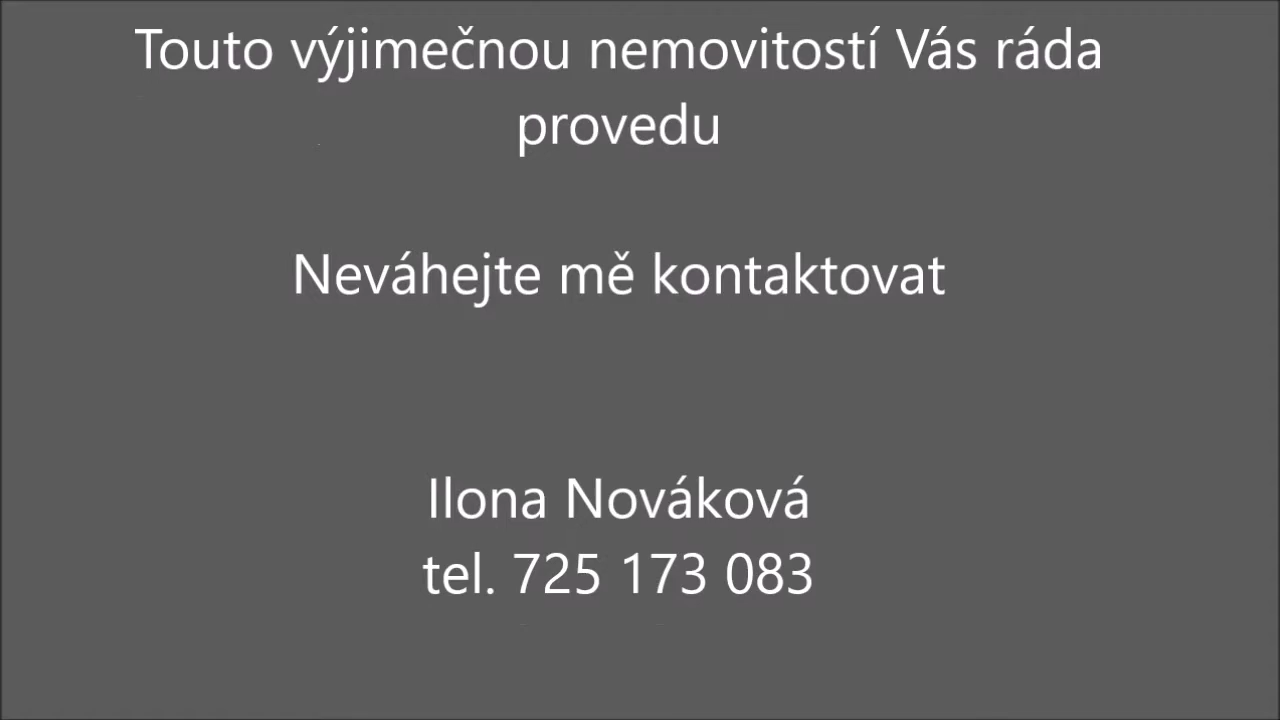 Touto výjimečnou nemovitostí Vás ráda
provedu
Neváhejte mě kontaktovat
Ilona Nováková
tel. 725 173 083